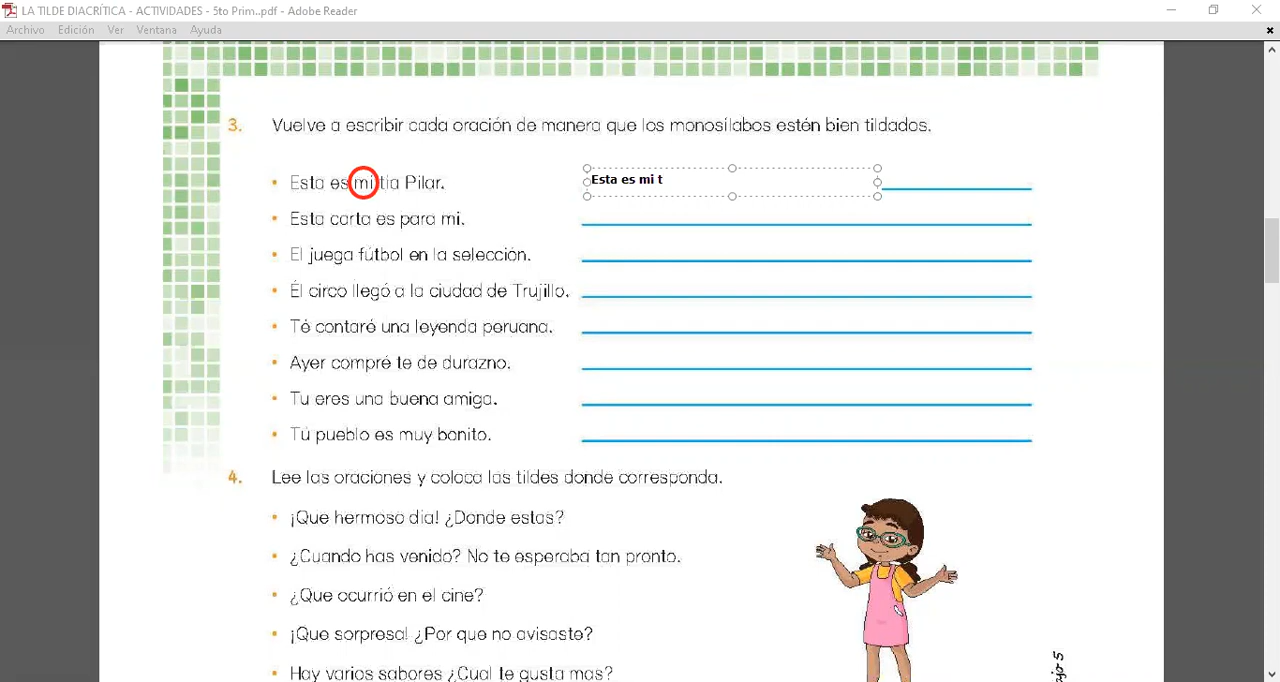 LA TILDE DIACRÍTICA - ACTIVIDADES - 5to Prim..pdf - Adobe Reader
Archivo Edición Ver Ventana Ayuda
3. Vuelve a escribir cada oración de manera que los monosílabos estén bien tildados.
• Esta es mi tía Pilar. Esta es mi t
• Esta carta es para mi.
• El juega fútbol en la selección.
• Él circo llegó a la ciudad de Trujillo.
• Té contaré una leyenda peruana.
• Ayer compré te de durazno.
• Tu eres una buena amiga.
• Tú pueblo es muy bonito.
4. Lee las oraciones y coloca las tildes donde corresponda.
• ¡Que hermoso dia! ¿Donde estas?
• ¿Cuando has venido? No te esperaba tan pronto.
• ¿Que ocurrió en el cine?
• ¡Que sorpresa! ¿Por que no avisaste?
• Hay varios sabores ¿Cual te gusta mas?